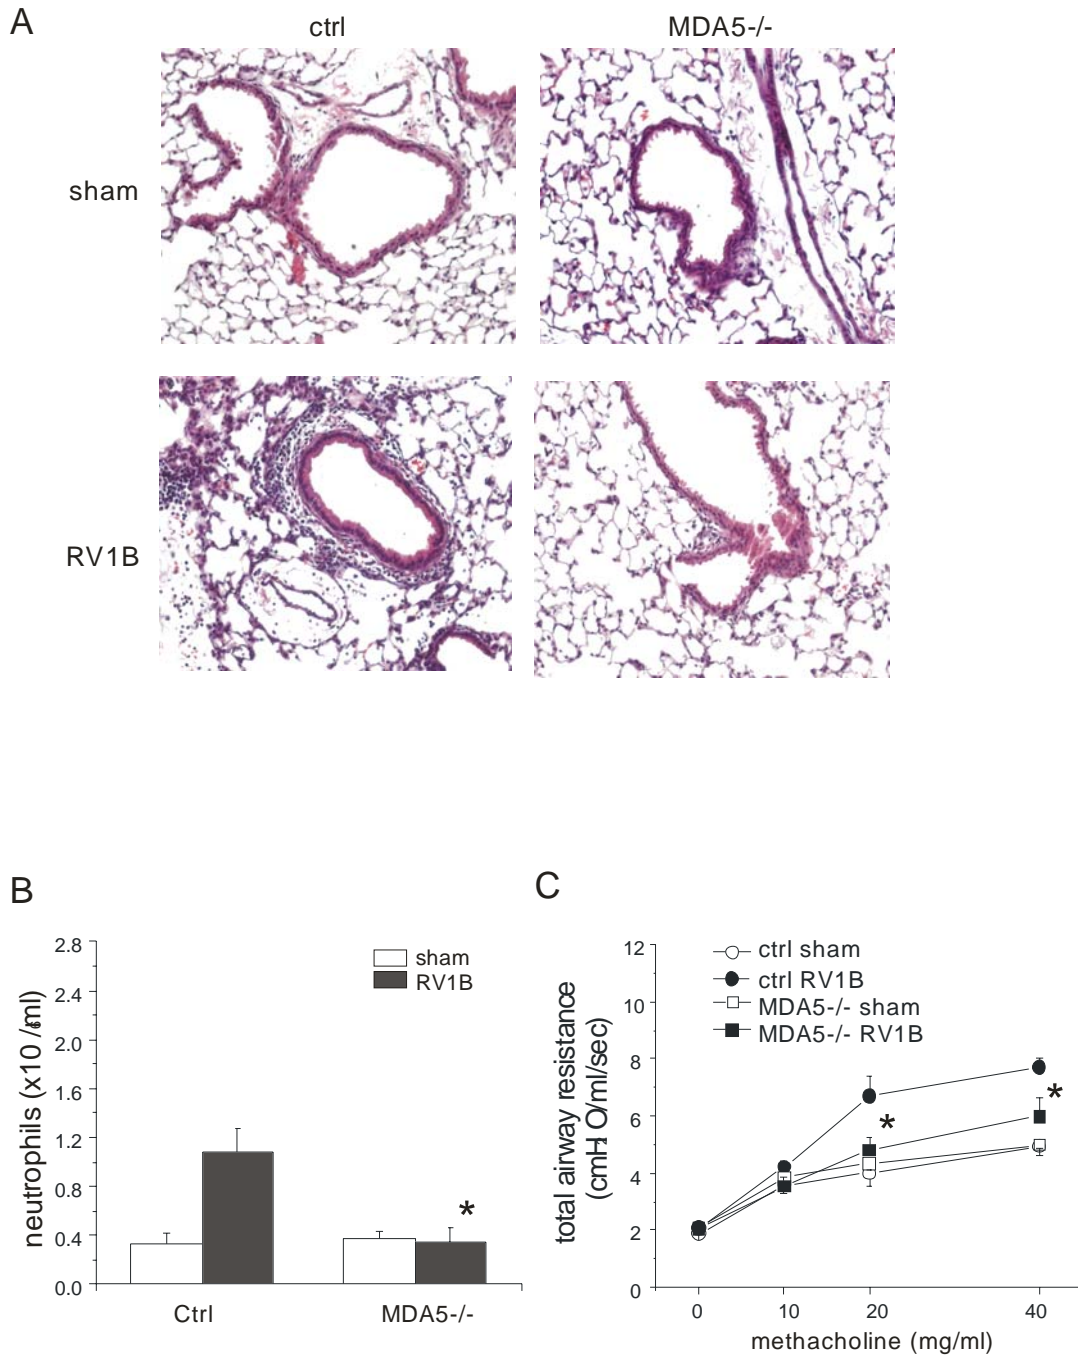 A
ctrl
MDA5-/-
sham
RV1B
B
2.8
2.4
2.0
1.6
1.2
0.8
0.4
0.0
neutrophils (x10 6/ml)
sham
RV1B
*
Ctrl
MDA5-/-
C
12
10
8
6
4
2
0
total airway resistance
(cmH2O/ml/sec)
ctrl sham
ctrl RV1B
MDA5-/- sham
MDA5-/- RV1B
*
*
0
10
20
40
methacholine (mg/ml)